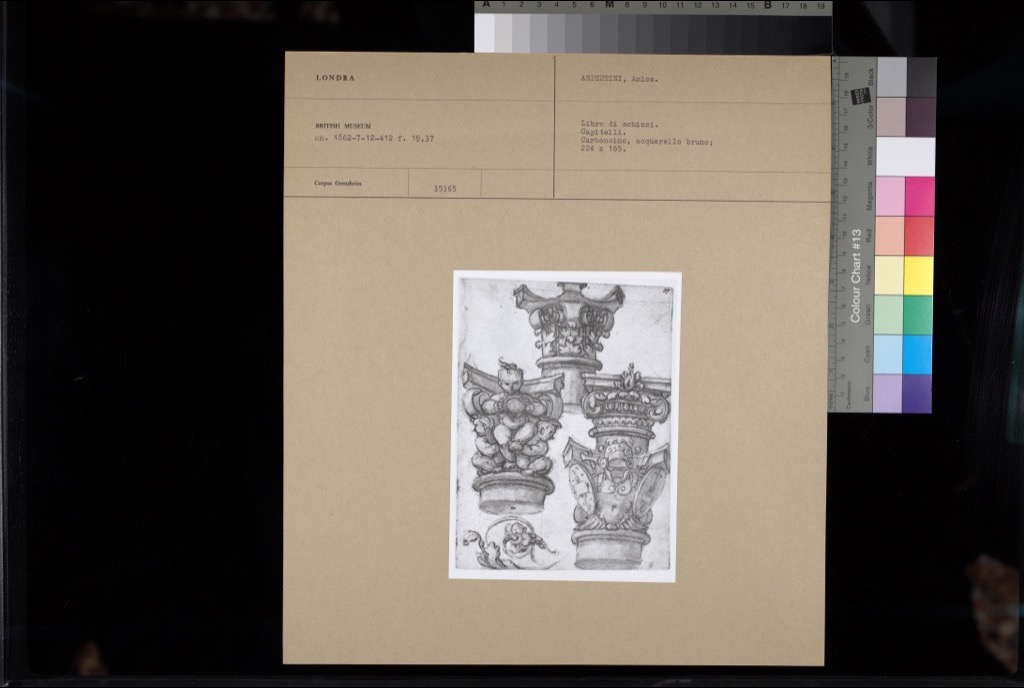 A 1 2 3 4 5 6 M 8 9 10 11 12 13 14 15 B 17 18 19
LONDRA
ASPERTINI, Amico.
BRITISH MUSEUM
nn. 1862-7-12-412 f. 15,37
Libro di schizzi.
Capitelli.
Carboncino, acquerello bruno;
224 x 165.
Corpus Gernsheim
35165
Colour Chart #13
Blue
Cyan
Green
Yellow
Red
Magenta
White
3/Color
Black
Centimetres